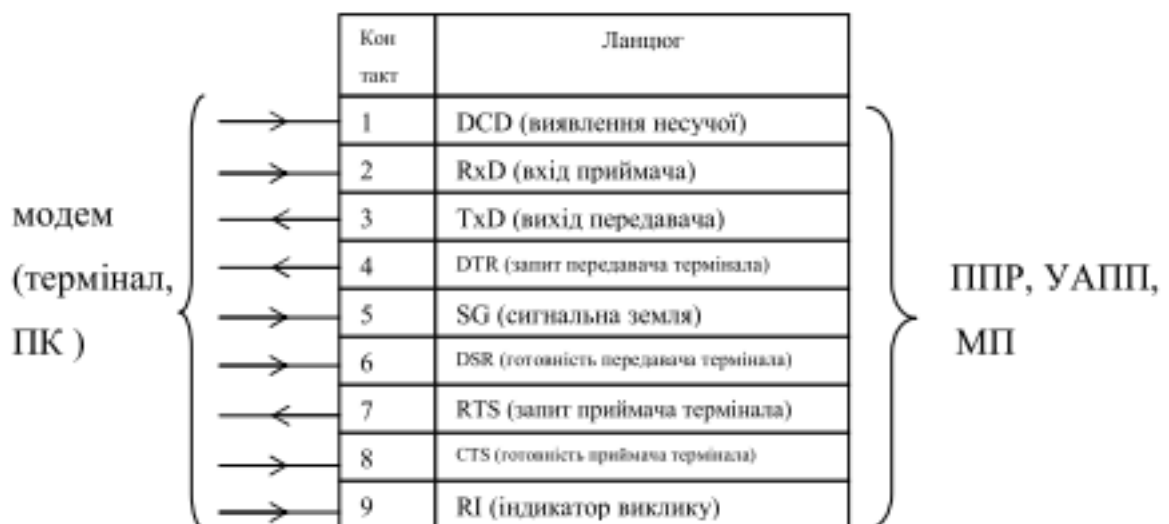 Кон
такт
Ланцюг
1 DCD (виявлення несучої)
2 RxD (вхід приймача)
3 TxD (вихід передавача)
4 DTR (запит передавача термінала)
5 SG (сигнальна земля)
6 DSR (готовність передавача термінала)
7 RTS (запит приймача термінала)
8 CTS (готовність приймача термінала)
9 RI (індикатор виклику)
модем
(термінал,
ПК )
ППР, УАПП,
МП